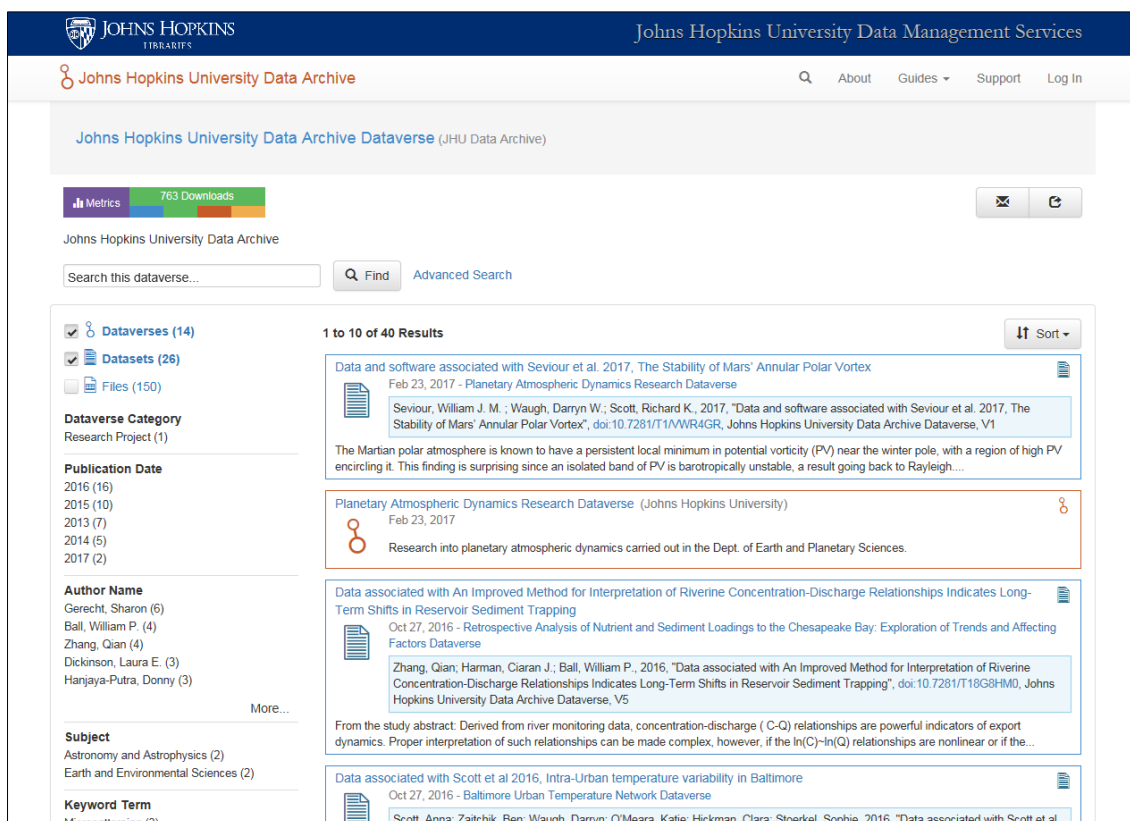 JOHNS HOPKINS
LIBRARIES
Johns Hopkins University Data Management Services
Johns Hopkins University Data Archive
About
Guides
Support
Log In
Johns Hopkins University Data Archive Dataverse (JHU Data Archive)
Metrics
763 Downloads
Johns Hopkins University Data Archive
Search this dataverse...
Find
Advanced Search
Dataverses (14)
Datasets (26)
Files (150)
Dataverse Category
Research Project (1)
Publication Date
2016 (16)
2015 (10)
2013 (7)
2014 (5)
2017 (2)
Author Name
Gerecht, Sharon (6)
Ball, William P. (4)
Zhang, Qian (4)
Dickinson, Laura E. (3)
Hanjaya-Putra, Donny (3)
More...
Subject
Astronomy and Astrophysics (2)
Earth and Environmental Sciences (2)
Keyword Term
1 to 10 of 40 Results
Sort
Data and software associated with Seviour et al. 2017, The Stability of Mars' Annular Polar Vortex
Feb 23, 2017 - Planetary Atmospheric Dynamics Research Dataverse
Seviour, William J. M. ; Waugh, Darryn W.; Scott, Richard K., 2017, "Data and software associated with Seviour et al. 2017, The
Stability of Mars' Annular Polar Vortex", doi:10.7281/T1/VWR4GR, Johns Hopkins University Data Archive Dataverse, V1
The Martian polar atmosphere is known to have a persistent local minimum in potential vorticity (PV) near the winter pole, with a region of high PV
encircling it. This finding is surprising since an isolated band of PV is barotropically unstable, a result going back to Rayleigh....
Planetary Atmospheric Dynamics Research Dataverse (Johns Hopkins University)
Feb 23, 2017
Research into planetary atmospheric dynamics carried out in the Dept. of Earth and Planetary Sciences.
Data associated with An Improved Method for Interpretation of Riverine Concentration-Discharge Relationships Indicates Long-
Term Shifts in Reservoir Sediment Trapping
Oct 27, 2016 - Retrospective Analysis of Nutrient and Sediment Loadings to the Chesapeake Bay: Exploration of Trends and Affecting
Factors Dataverse
Zhang, Qian; Harman, Ciaran J.; Ball, William P., 2016, "Data associated with An Improved Method for Interpretation of Riverine
Concentration-Discharge Relationships Indicates Long-Term Shifts in Reservoir Sediment Trapping", doi:10.7281/T18G8HM0, Johns
Hopkins University Data Archive Dataverse, V5
From the study abstract: Derived from river monitoring data, concentration-discharge ( C-Q) relationships are powerful indicators of export
dynamics. Proper interpretation of such relationships can be made complex, however, if the ln(C)~ln(Q) relationships are nonlinear or if the...
Data associated with Scott et al 2016, Intra-Urban temperature variability in Baltimore
Oct 27, 2016 - Baltimore Urban Temperature Network Dataverse
Scott, Anna; Zaitchik, Ben; Waugh, Darryn; O'Meara, Katie; Hickman, Clara; Stoerkel, Sophie, 2016, "Data associated with Scott et al